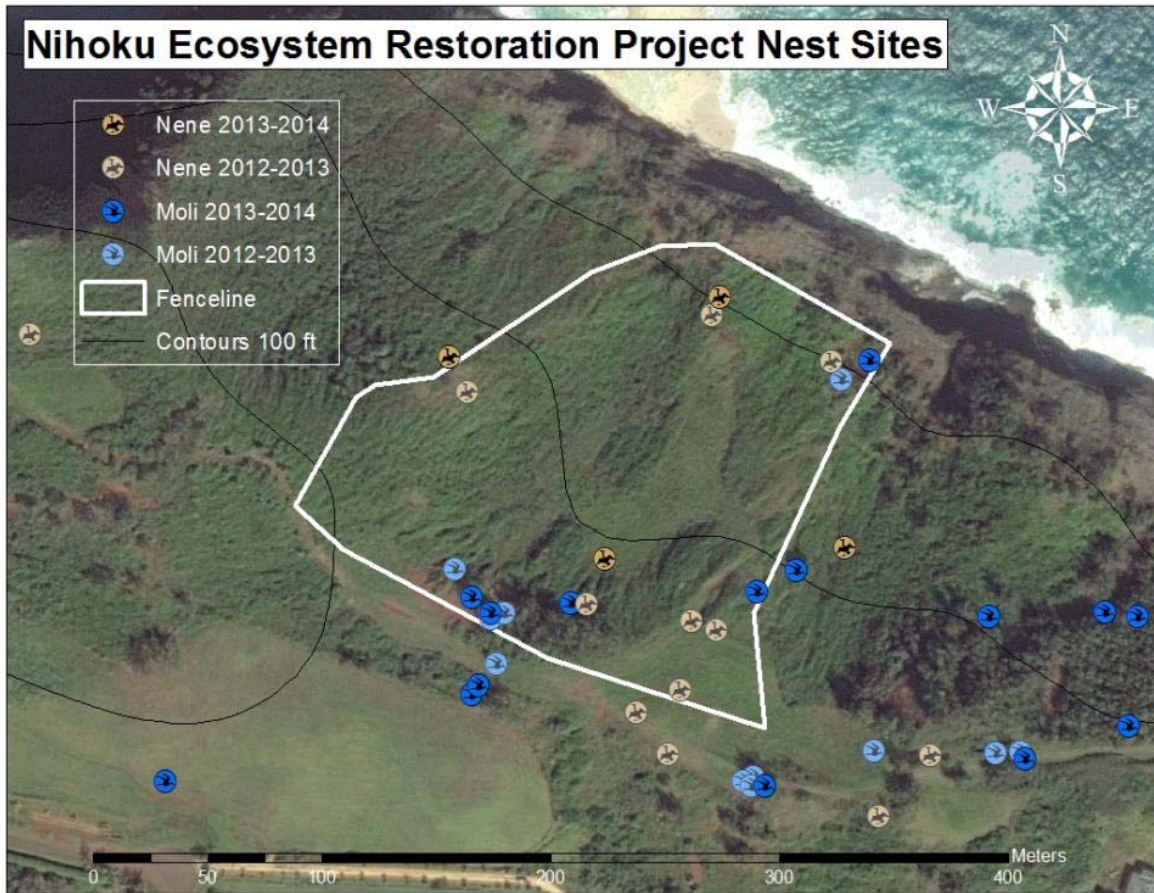 Nihoku Ecosystem Restoration Project Nest Sites
N
W E
S
Nene 2013-2014
Nene 2012-2013
Moli 2013-2014
Moli 2012-2013
Fenceline
Contours 100 ft
Meters
0 50 100 200 300 400